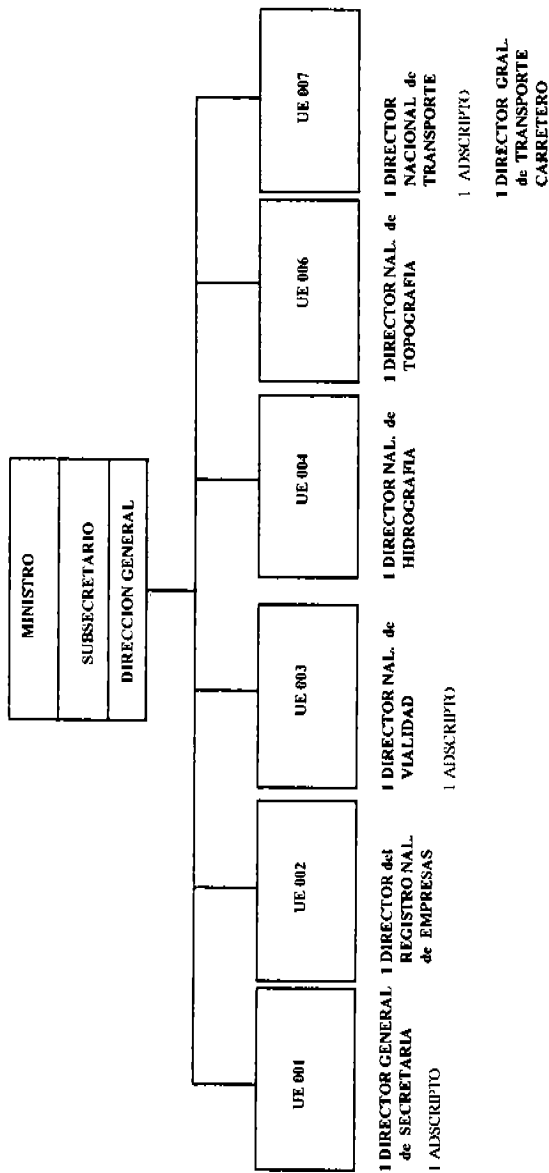 MINISTRO
SUBSECRETARIO
DIRECCION GENERAL
UE 001
1 DIRECTOR GENERAL
de SECRETARIA
1 ADSCRIPTO
UE 002
1 DIRECTOR del
REGISTRO NAL.
de EMPRESAS
UE 003
1 DIRECTOR NAL. de
VIALIDAD
1 ADSCRIPTO
UE 004
1 DIRECTOR NAL. de
HIDROGRAFIA
UE 006
1 DIRECTOR NAL. de
TOPOGRAFIA
UE 007
1 DIRECTOR
NACIONAL de
TRANSPORTE
1 ADSCRIPTO
1 DIRECTOR GRAL.
de TRANSPORTE
CARRETERO